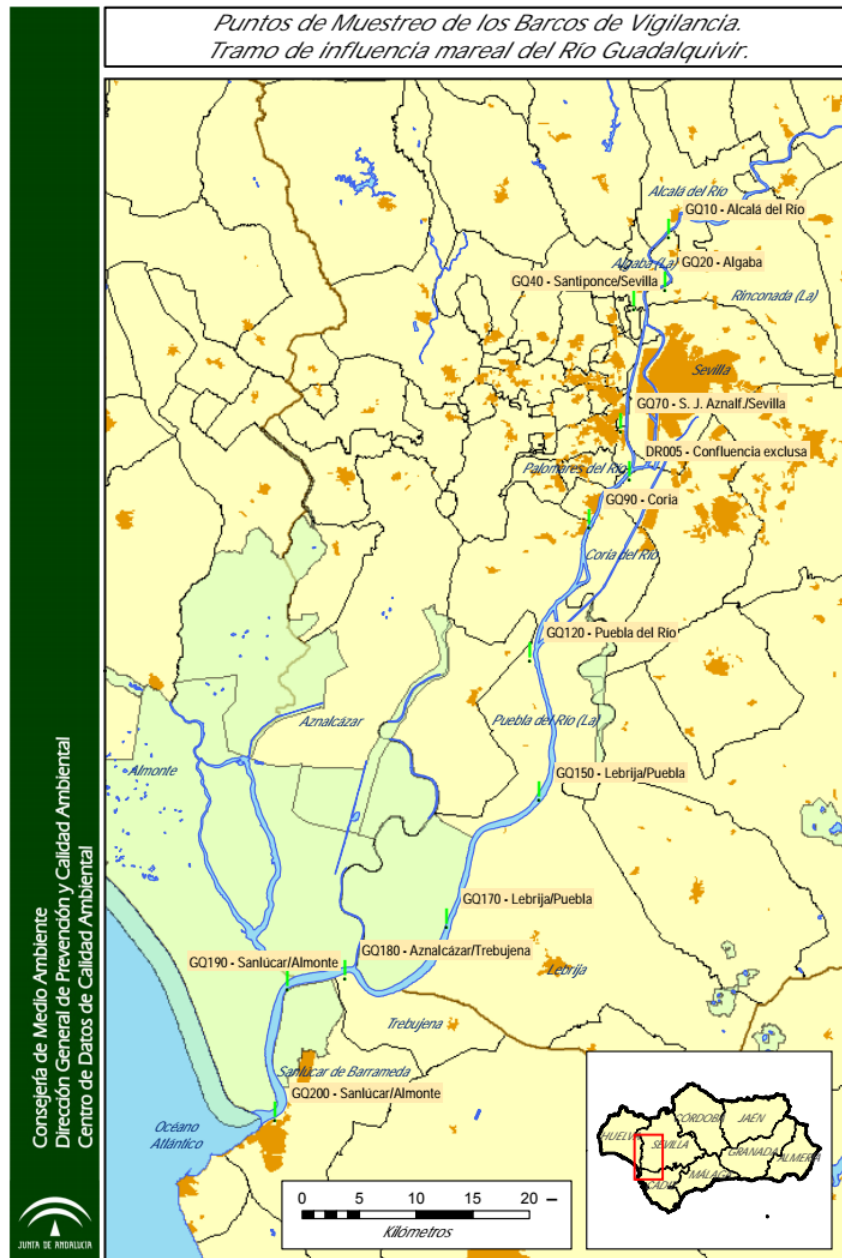 Puntos de Muestreo de los Barcos de Vigilancia.
Tramo de influencia mareal del Río Guadalquivir.
Consejería de Medio Ambiente
Dirección General de Prevención y Calidad Ambiental
Centro de Datos de Calidad Ambiental
JUNTA DE ANDALUCIA
Alcalá del Río
GQ10 - Alcalá del Río
Algaba (La)
GQ20 - Algaba
GQ40 - Santiponce/Sevilla
Rinconada (La)
Sevilla
GQ70 - S. J. Aznalf./Sevilla
DR005 - Confluencia exclusa
Palomares del Río
GQ90 - Coria
Coria del Río
GQ120 - Puebla del Río
Aznalcázar
Puebla del Río (La)
Almonte
GQ150 - Lebrija/Puebla
GQ170 - Lebrija/Puebla
GQ180 - Aznalcázar/Trebujena
GQ190 - Sanlúcar/Almonte
Lebrija
Trebujena
Sanlúcar de Barrameda
GQ200 - Sanlúcar/Almonte
Océano
Atlántico
0 5 10 15 20
Kilómetros
HUELVA
SEVILLA
CÓRDOBA
JAÉN
GRANADA
ALMERÍA
MÁLAGA
CÁDIZ